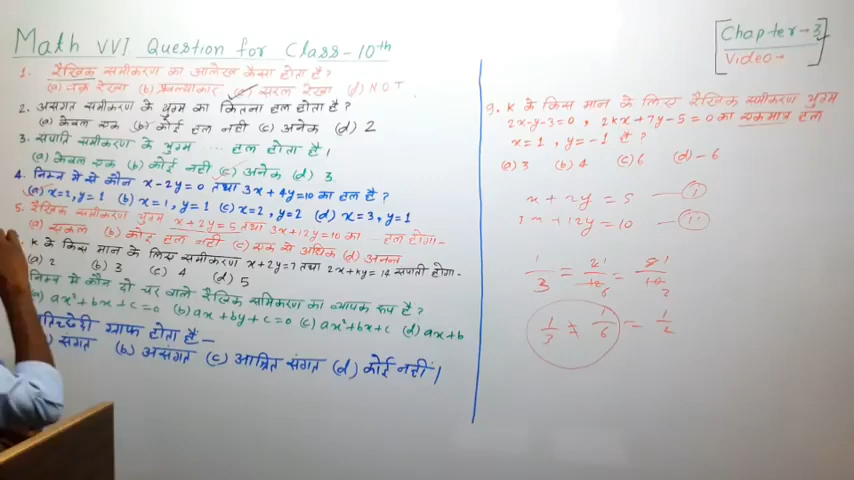 Math VVI Question for Class-10th
1. रैखिक समीकरण का आलेख कैसा होता है?
(a) वक्र रेखा (b) परवल्याकार (c) सरल रेखा (d) NOT
2. असंगत समीकरण के युग्म का कितना हल होता है?
(a) केवल एक (b) कोई हल नही (c) अनेक (d) 2
3. संपाति समीकरण के युग्म ... हल होता है।
(a) केवल एक (b) कोई नही (c) अनेक (d) 3
4. निम्न मे से कौन x-2y=0 तथा 3x+4y=10 का हल है?
(a) x=2, y=1 (b) x=1, y=1 (c) x=2, y=2 (d) x=3, y=1
5. रैखिक समीकरण युग्म x+2y=5 तथा 3x+12y=10 का ... हल होगा-
(b) कोई हल नही (c) एक से अधिक (d) अनन्त
K के किस मान के लिए समीकरण x+2y=7 तथा 2x+ky=14 संपाती होगा-
(a) 2 (b) 3 (c) 4 (d) 5
निम्न मे कौन दो चर वाले रैखिक समिकरण का व्यापक रूप है?
(a) ax²+bx+c=0 (b) ax+by+c=0 (c) ax²+bx+c (d) ax+b
तिच्छेदी ग्राफ होता है-
संगत (b) असंगत (c) आश्रित संगत (d) कोई नहीं।
[Chapter-3]
Video→
9. K के किस मान के लिए रैखिक समीकरण युग्म
2x-y-3=0, 2kx+7y-5=0 का एकमात्र हल
x=1, y=-1 है?
(a) 3 (b) 4 (c) 6 (d) -6
x+2y=5 — (i)
3x+12y=10 — (ii)
1/3 = 2/12 6 = 5/10 2
1/3 ≠ 1/6 = 1/2